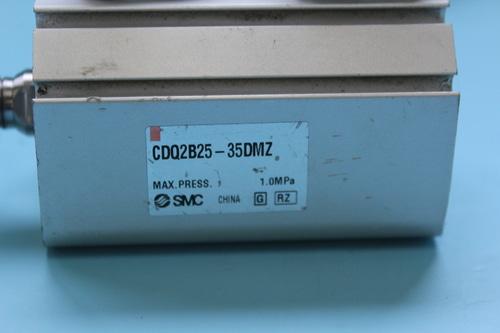 CDQ2B25-35DMZ
MAX.PRESS. 1.0MPa
SMC CHINA G RZ